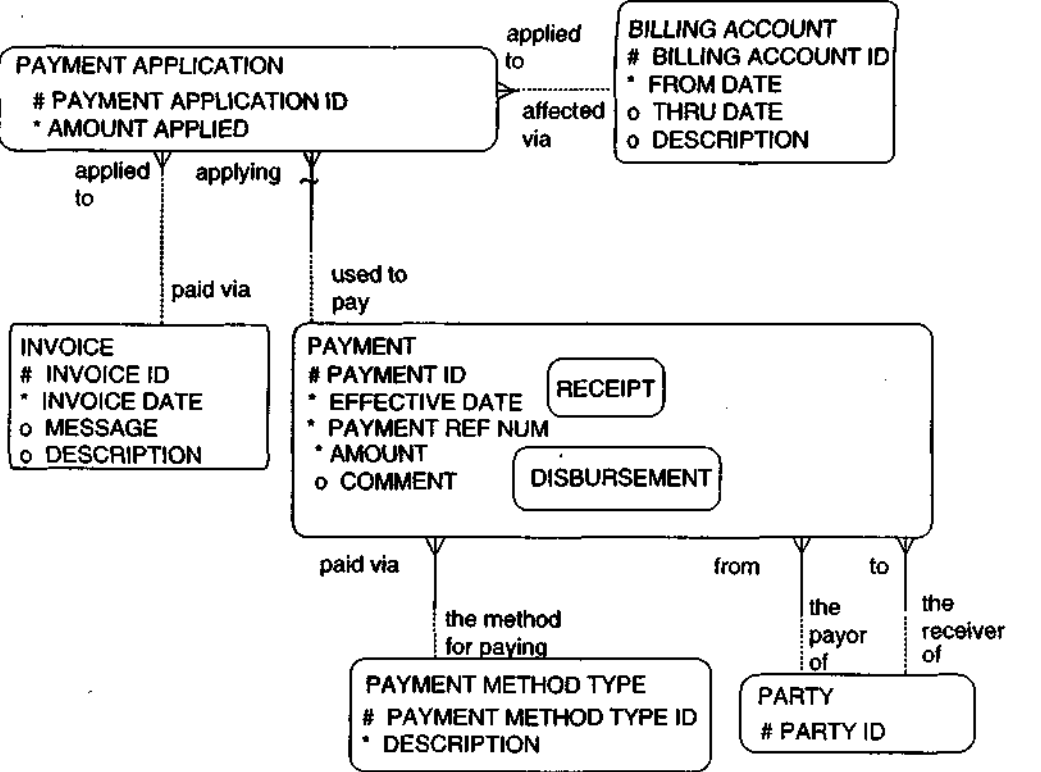 PAYMENT APPLICATION
# PAYMENT APPLICATION ID
* AMOUNT APPLIED
applied
to
affected
via
BILLING ACCOUNT
# BILLING ACCOUNT ID
* FROM DATE
o THRU DATE
o DESCRIPTION
applied
to
applying
paid via
used to
pay
INVOICE
# INVOICE ID
* INVOICE DATE
o MESSAGE
o DESCRIPTION
PAYMENT
# PAYMENT ID
* EFFECTIVE DATE
* PAYMENT REF NUM
* AMOUNT
o COMMENT
RECEIPT
DISBURSEMENT
paid via
the method
for paying
from
to
the
payor
of
the
receiver
of
PAYMENT METHOD TYPE
# PAYMENT METHOD TYPE ID
* DESCRIPTION
PARTY
# PARTY ID